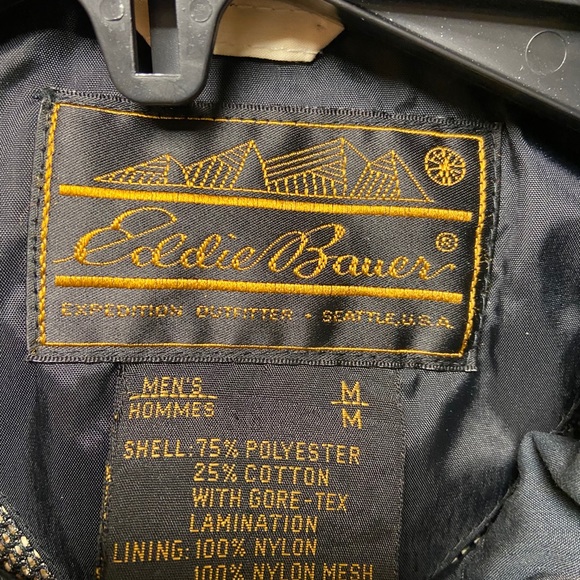 Eddie Bauer®
EXPEDITION OUTFITTER - SEATTLE, U.S.A.
MEN'S M
HOMMES M
SHELL: 75% POLYESTER
25% COTTON
WITH GORE-TEX
LAMINATION
LINING: 100% NYLON
100% NYLON MESH